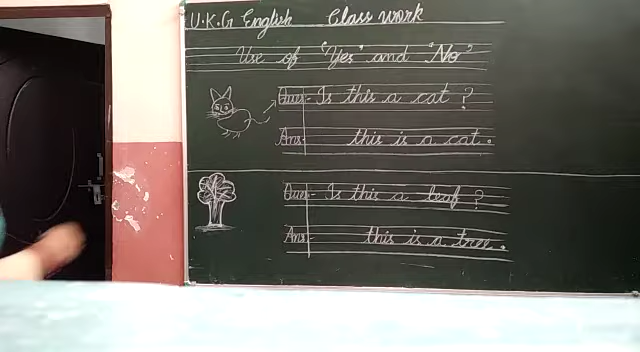 U.K.G English Class work
Use of "Yes" and "No"
Ques- Is this a cat ?
Ans- this is a cat.
Ques- Is this a leaf ?
Ans- this is a tree.